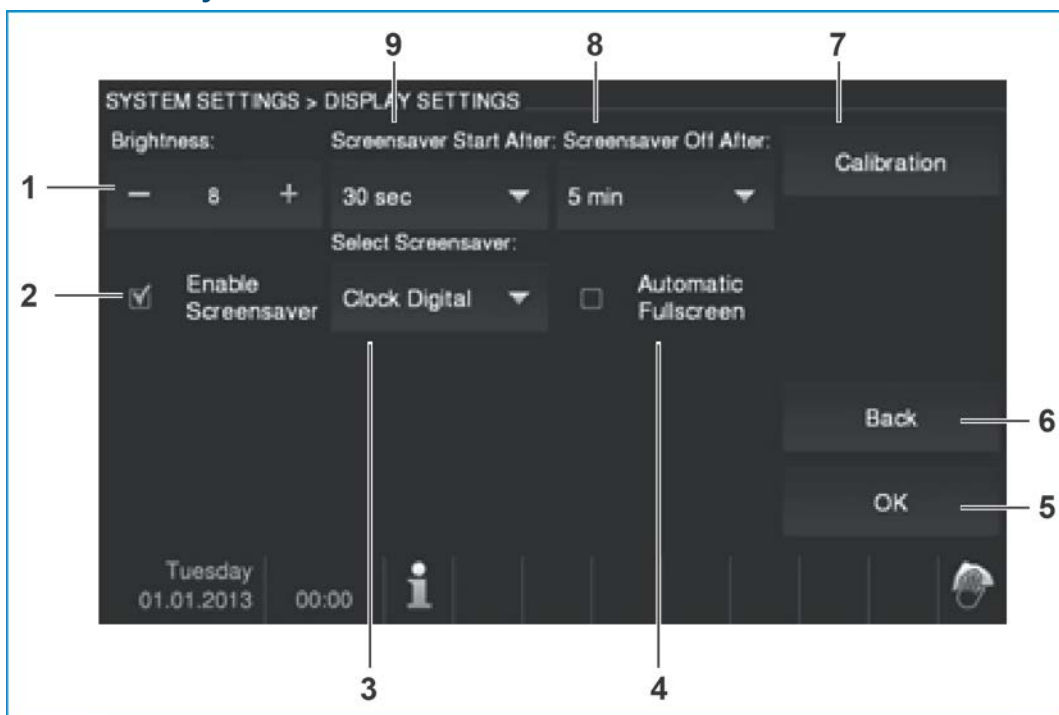 9 8 7
SYSTEM SETTINGS > DISPLAY SETTINGS
Brightness: Screensaver Start After: Screensaver Off After:
Calibration
1 — 8 + 30 sec 5 min
Select Screensaver:
2 Enable Screensaver Clock Digital Automatic Fullscreen
Back 6
OK 5
Tuesday
01.01.2013 00:00
3 4